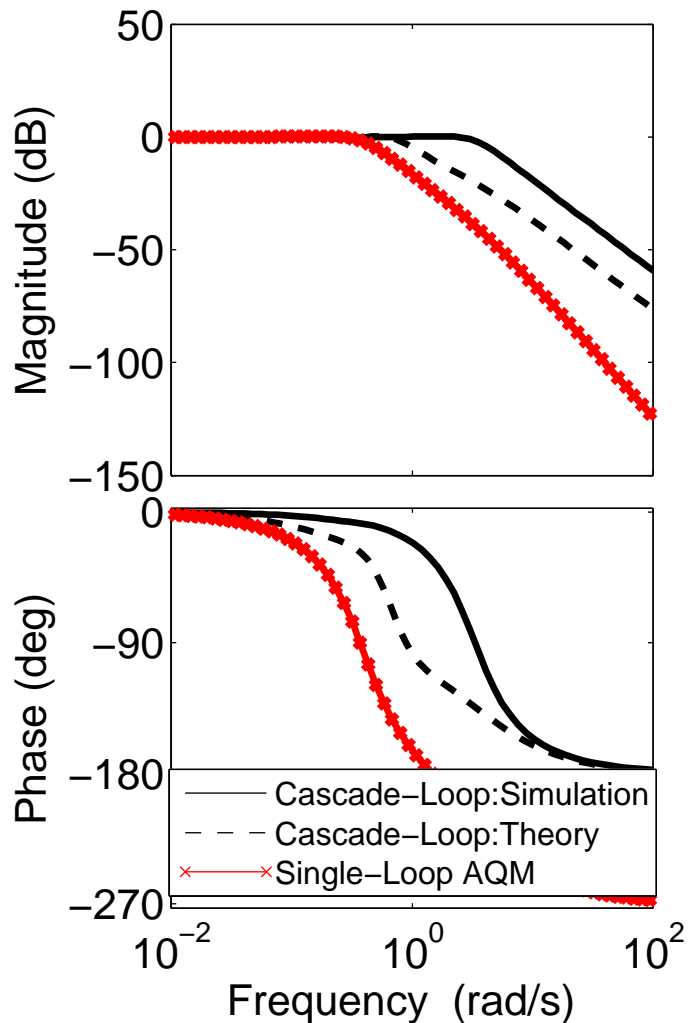 50
0
−50
−100
−150
Magnitude (dB)
0
−90
−180
−270
Phase (deg)
Cascade−Loop:Simulation
Cascade−Loop:Theory
Single−Loop AQM
10^−2
10^0
10^2
Frequency (rad/s)